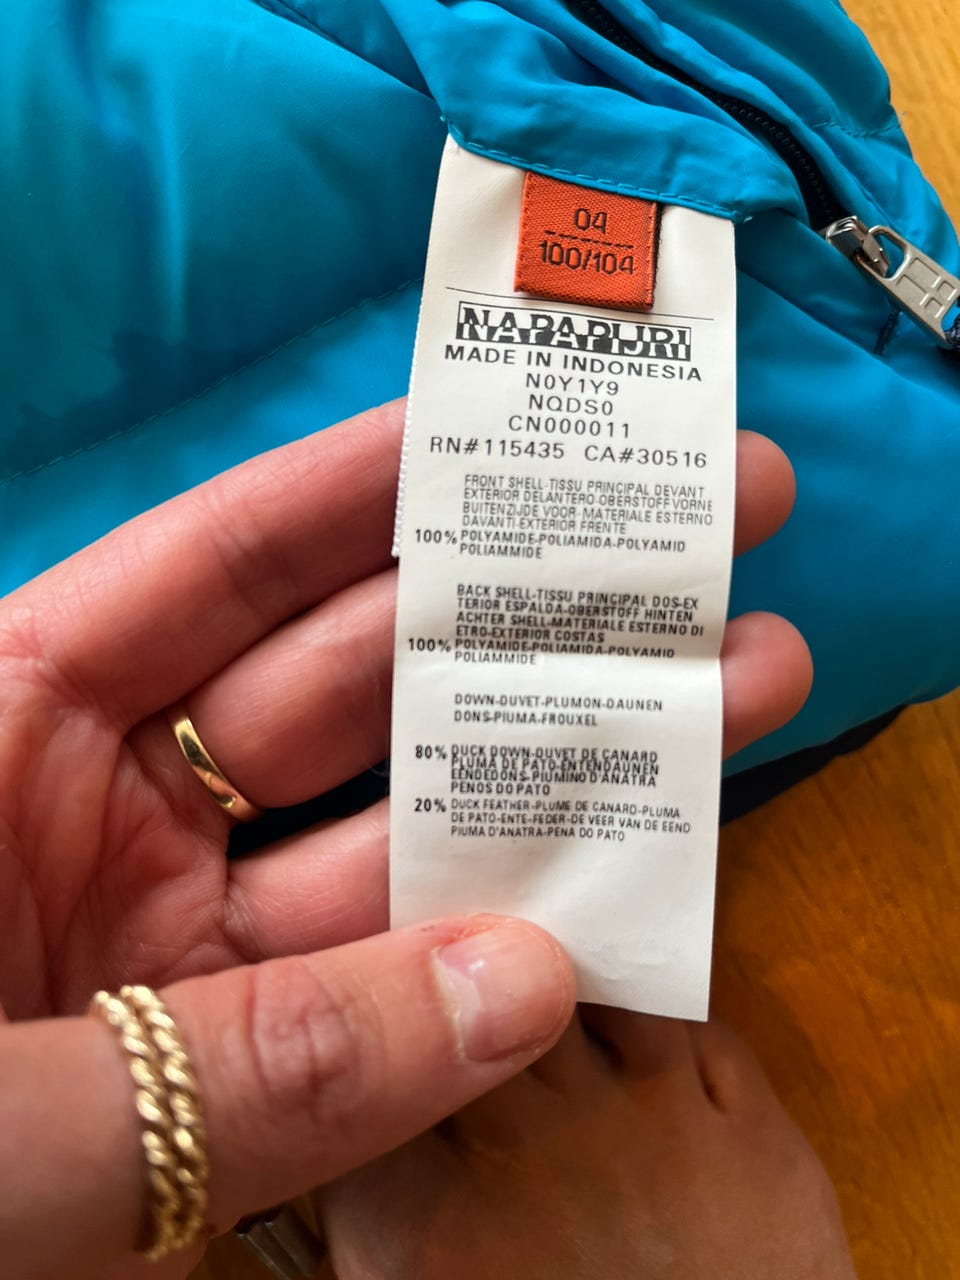 04
100/104
NAPAPIJRI
MADE IN INDONESIA
N0Y1Y9
NQDS0
CN000011
RN#115435 CA#30516
FRONT SHELL-TISSU PRINCIPAL DEVANT
EXTERIOR DELANTERO-OBERSTOFF VORNE
BUITENZIJDE VOOR-MATERIALE ESTERNO
DAVANTI-EXTERIOR FRENTE
100% POLYAMIDE-POLIAMIDA-POLYAMID
POLIAMMIDE
BACK SHELL-TISSU PRINCIPAL DOS-EX
TERIOR ESPALDA-OBERSTOFF HINTEN
ACHTER SHELL-MATERIALE ESTERNO DI
ETRO-EXTERIOR COSTAS
100% POLYAMIDE-POLIAMIDA-POLYAMID
POLIAMMIDE
DOWN-DUVET-PLUMON-DAUNEN
DONS-PIUMA-FROUXEL
80% DUCK DOWN-DUVET DE CANARD
PLUMA DE PATO-ENTENDAUNEN
EENDEDONS-PIUMINO D'ANATRA
PENOS DO PATO
20% DUCK FEATHER-PLUME DE CANARD-PLUMA
DE PATO-ENTE-FEDER-DE VEER VAN DE EEND
PIUMA D'ANATRA-PENA DO PATO